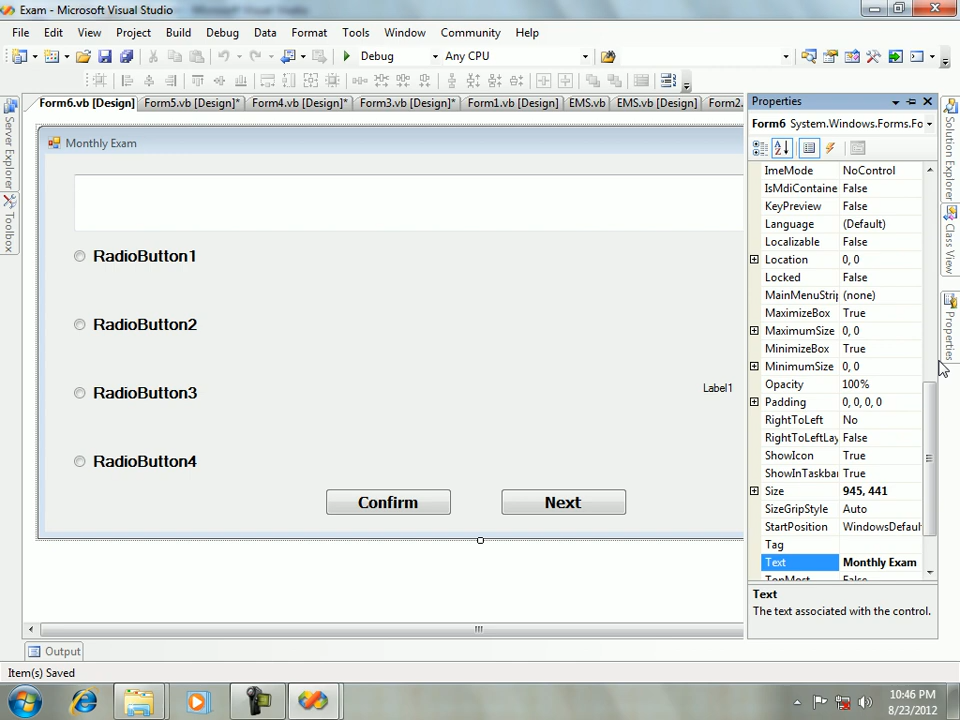 Exam - Microsoft Visual Studio
File Edit View Project Build Debug Data Format Tools Window Community Help
Debug Any CPU
Form6.vb [Design] Form5.vb [Design]* Form4.vb [Design]* Form3.vb [Design]* Form1.vb [Design] EMS.vb EMS.vb [Design] Form2.
Server Explorer
Toolbox
Monthly Exam
RadioButton1
RadioButton2
RadioButton3
Label1
RadioButton4
Confirm Next
Properties
Form6 System.Windows.Forms.Fo
ImeMode NoControl
IsMdiContaine False
KeyPreview False
Language (Default)
Localizable False
Location 0, 0
Locked False
MainMenuStrip (none)
MaximizeBox True
MaximumSize 0, 0
MinimizeBox True
MinimumSize 0, 0
Opacity 100%
Padding 0, 0, 0, 0
RightToLeft No
RightToLeftLay False
ShowIcon True
ShowInTaskbar True
Size 945, 441
SizeGripStyle Auto
StartPosition WindowsDefaul
Tag
Text Monthly Exam
TopMost False
Text
The text associated with the control.
Solution Explorer
Class View
Properties
Output
Item(s) Saved
10:46 PM
8/23/2012